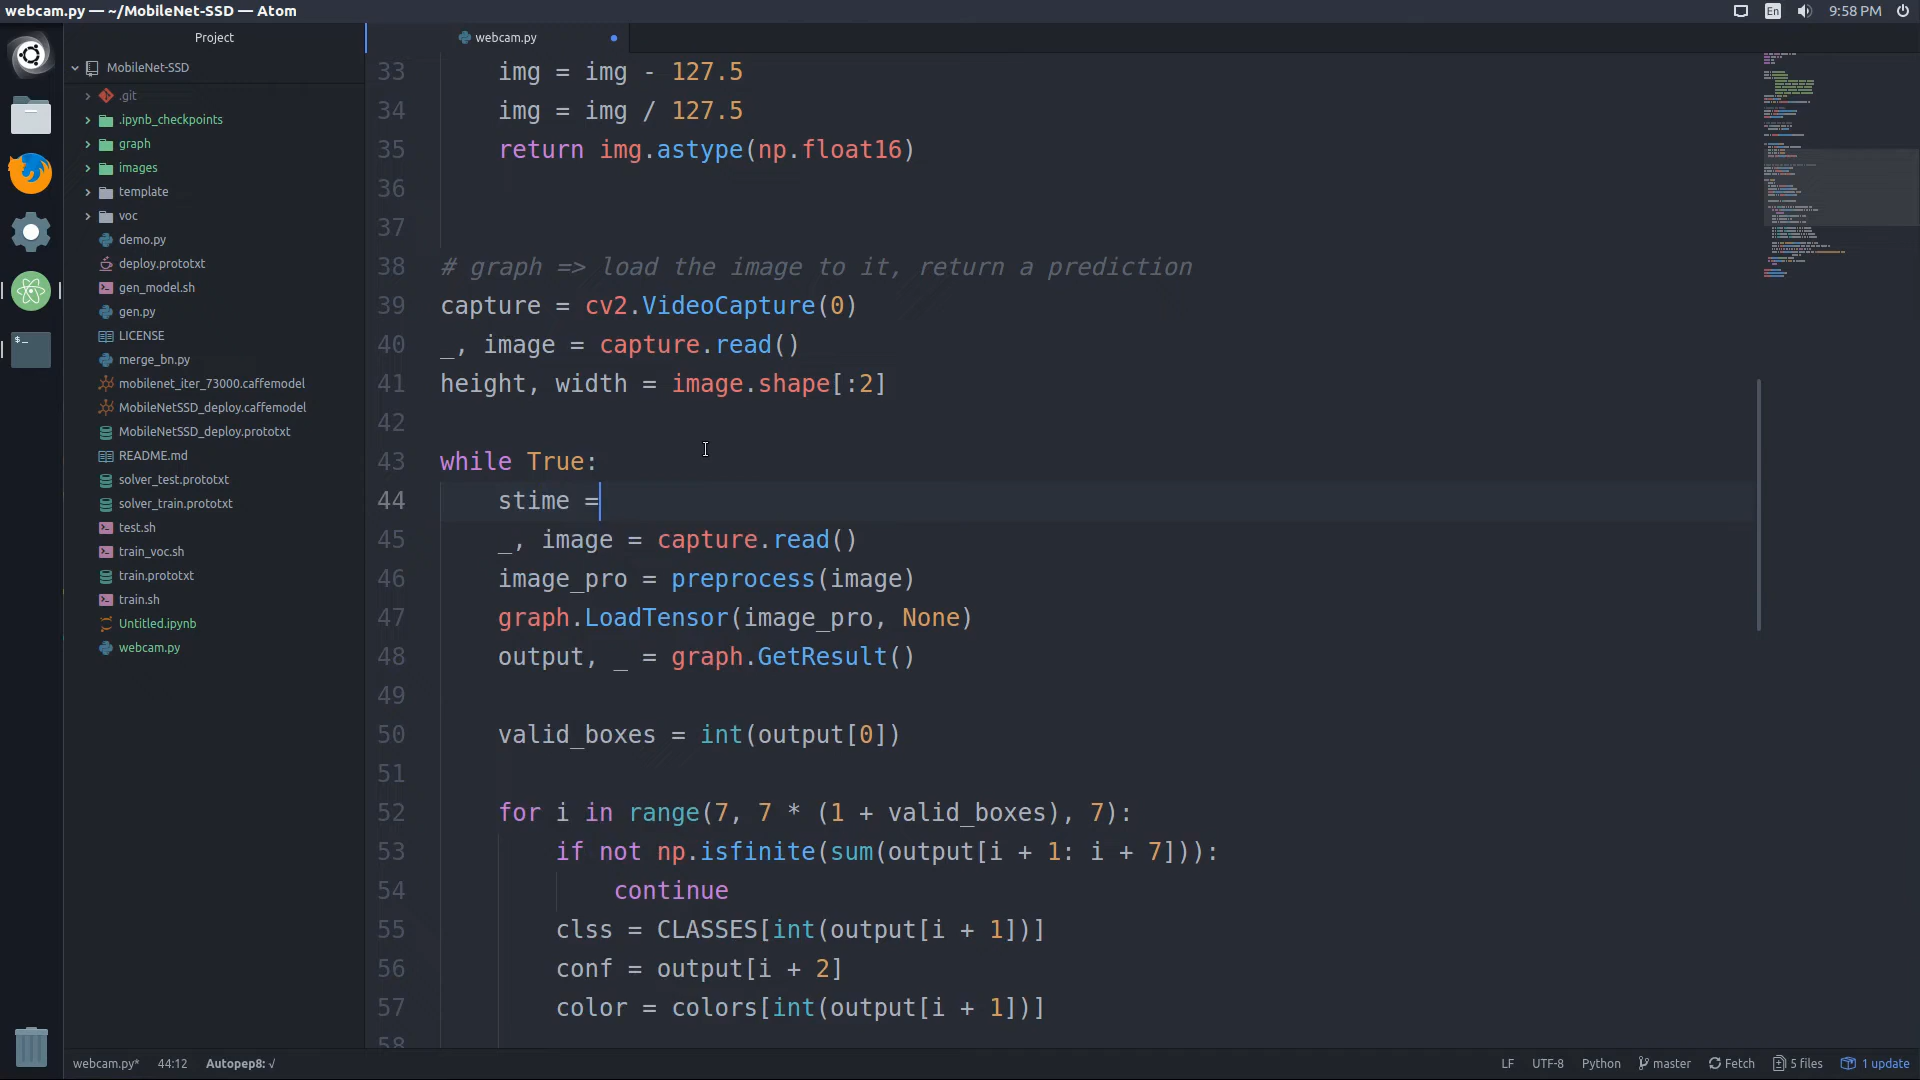 webcam.py — ~/MobileNet-SSD — Atom
En
9:58 PM
Project
MobileNet-SSD
.git
.ipynb_checkpoints
graph
images
template
voc
demo.py
deploy.prototxt
gen_model.sh
gen.py
LICENSE
merge_bn.py
mobilenet_iter_73000.caffemodel
MobileNetSSD_deploy.caffemodel
MobileNetSSD_deploy.prototxt
README.md
solver_test.prototxt
solver_train.prototxt
test.sh
train_voc.sh
train.prototxt
train.sh
Untitled.ipynb
webcam.py
webcam.py
33 img = img - 127.5
34 img = img / 127.5
35 return img.astype(np.float16)
36
37
38 # graph => load the image to it, return a prediction
39 capture = cv2.VideoCapture(0)
40 _, image = capture.read()
41 height, width = image.shape[:2]
42
43 while True:
44 stime =
45 _, image = capture.read()
46 image_pro = preprocess(image)
47 graph.LoadTensor(image_pro, None)
48 output, _ = graph.GetResult()
49
50 valid_boxes = int(output[0])
51
52 for i in range(7, 7 * (1 + valid_boxes), 7):
53 if not np.isfinite(sum(output[i + 1: i + 7])):
54 continue
55 clss = CLASSES[int(output[i + 1])]
56 conf = output[i + 2]
57 color = colors[int(output[i + 1])]
58
webcam.py* 44:12 Autopep8: √
LF UTF-8 Python master Fetch 5 files 1 update